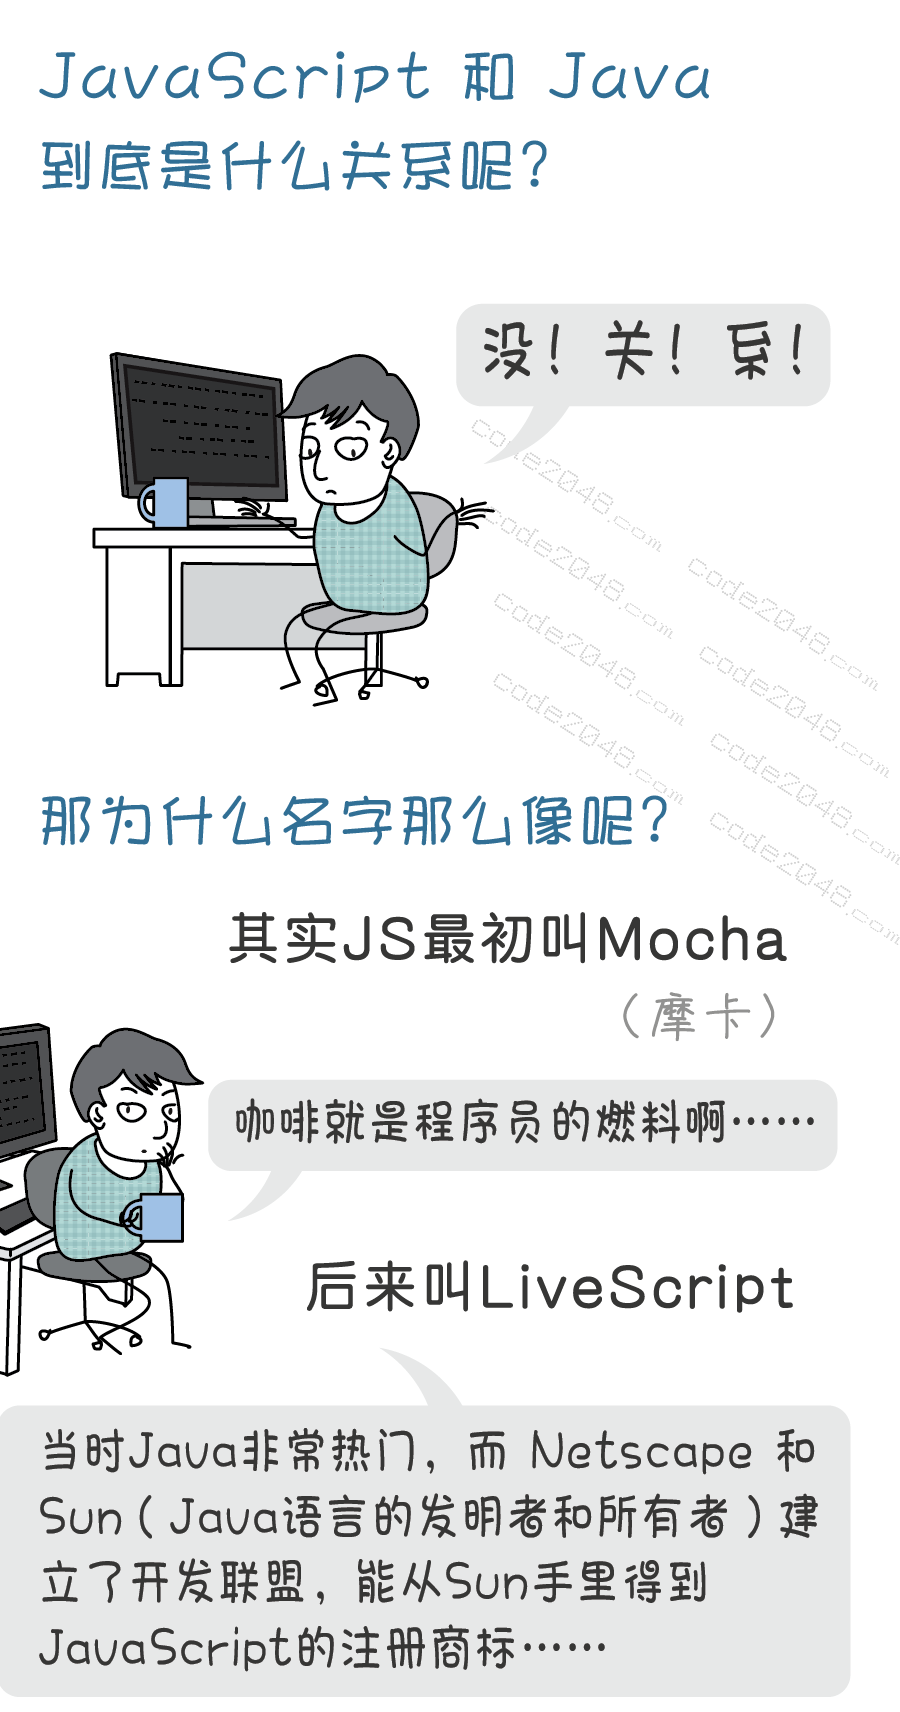 JavaScript 和 Java
到底是什么关系呢？
没！关！系！
code2048.com
code2048.com
code2048.com
code2048.com
code2048.com
code2048.com
code2048.com
code2048.com
那为什么名字那么像呢？
其实JS最初叫Mocha
（摩卡）
咖啡就是程序员的燃料啊……
后来叫LiveScript
当时Java非常热门，而 Netscape 和
Sun（Java语言的发明者和所有者）建
立了开发联盟，能从Sun手里得到
JavaScript的注册商标……